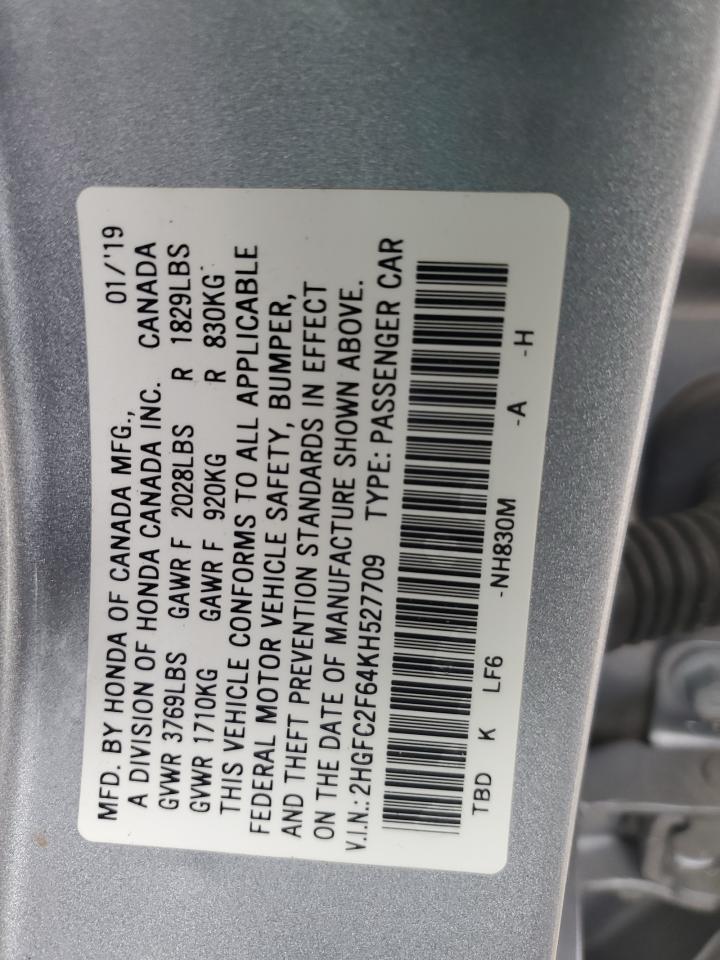 MFD. BY HONDA OF CANADA MFG., 01/'19
A DIVISION OF HONDA CANADA INC. CANADA
GVWR 3769LBS GAWR F 2028LBS R 1829LBS
GVWR 1710KG GAWR F 920KG R 830KG
THIS VEHICLE CONFORMS TO ALL APPLICABLE
FEDERAL MOTOR VEHICLE SAFETY, BUMPER,
AND THEFT PREVENTION STANDARDS IN EFFECT
ON THE DATE OF MANUFACTURE SHOWN ABOVE.
V.I.N.: 2HGFC2F64KH527709 TYPE: PASSENGER CAR
TBD K LF6 -NH830M -A -H